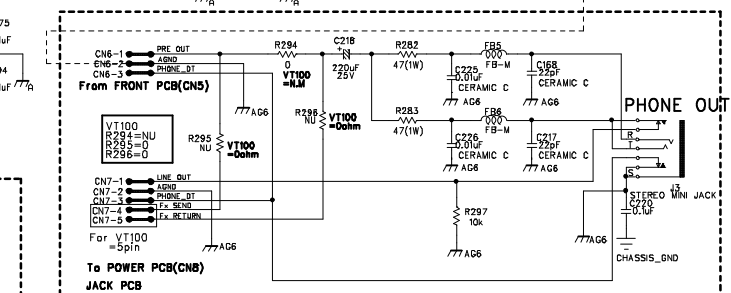 A
A
75
uF
94
uF
A
CN6-1
PRE OUT
CN6-2
AGND
CN6-3
PHONE_DT
From FRONT PCB(CN5)
R294
0
VT100
=N.M
C218
220uF
25V
R282
47(1W)
FB5
FB-M
C225
0.01uF
CERAMIC C
AG6
C168
22pF
CERAMIC C
AG6
AG6
R296
NU
VT100
=0ohm
R283
47(1W)
FB6
FB-M
PHONE OUT
VT100
R294=NU
R295=0
R296=0
R295
NU
VT100
=0ohm
C226
0.01uF
CERAMIC C
AG6
C217
22pF
CERAMIC C
AG6
R
T
S
J3
STEREO MINI JACK
CN7-1
LINE OUT
CN7-2
AGND
CN7-3
PHONE_DT
CN7-4
Fx SEND
CN7-5
Fx RETURN
R297
10k
C220
0.1uF
For VT100
=5pin
AG6
AG6
AG6
CHASSIS_GND
To POWER PCB(CN8)
JACK PCB